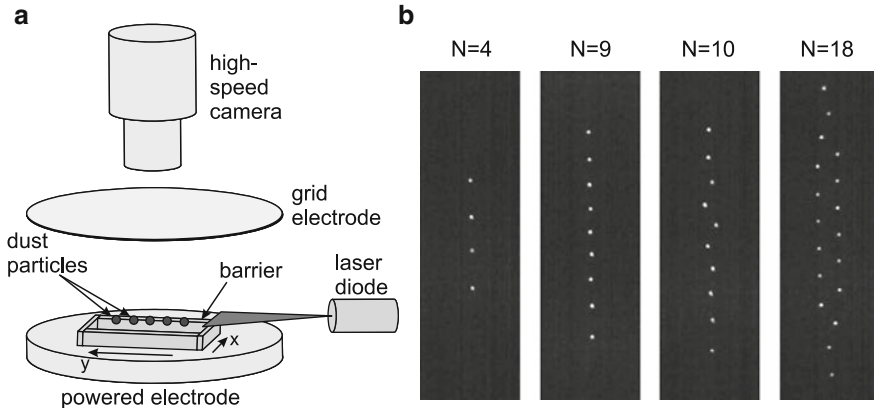 a
high-
speed
camera
grid
electrode
dust
particles
barrier
laser
diode
x
y
powered electrode
b
N=4
N=9
N=10
N=18